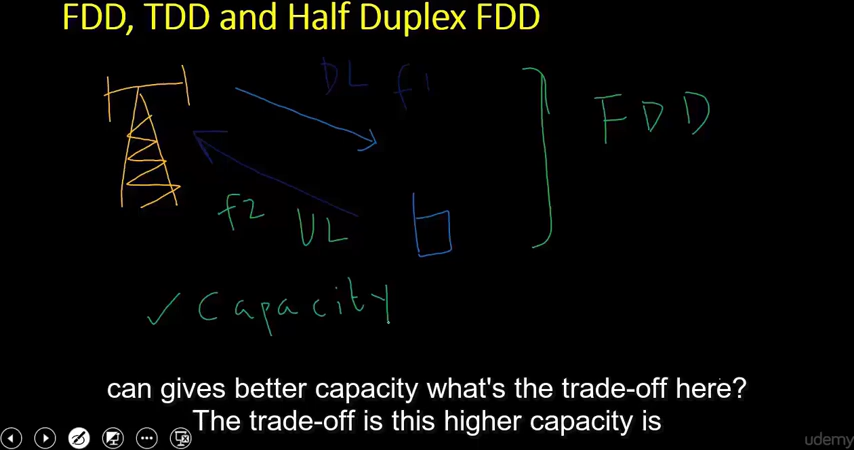 FDD, TDD and Half Duplex FDD
DL f1
FDD
f2 UL
✓ Capacity
can gives better capacity what's the trade-off here?
The trade-off is this higher capacity is
udemy